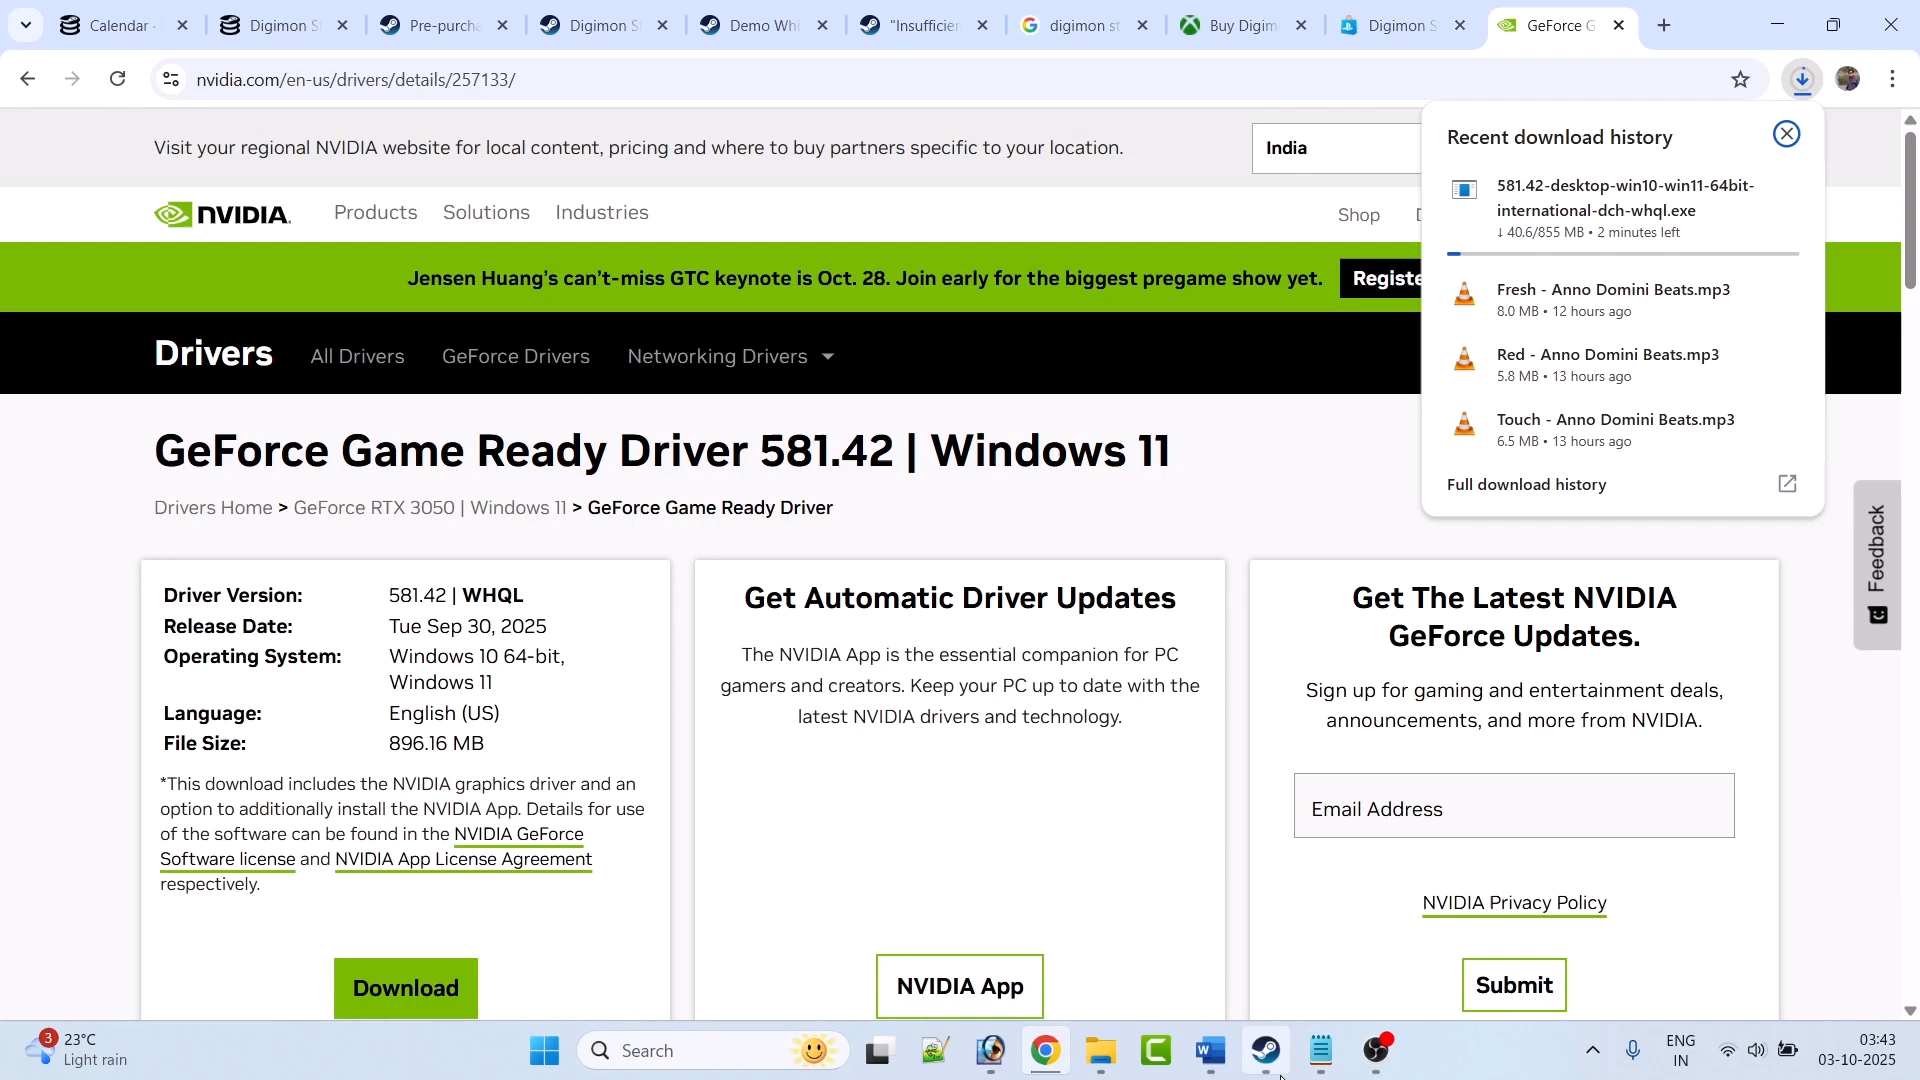 Calendar
Digimon S
Pre-purcha
Digimon S
Demo Whi
"Insufficier
digimon st
Buy Digim
Digimon S
GeForce G
nvidia.com/en-us/drivers/details/257133/
Visit your regional NVIDIA website for local content, pricing and where to buy partners specific to your location.
India
NVIDIA.
Products
Solutions
Industries
Shop
Jensen Huang's can't-miss GTC keynote is Oct. 28. Join early for the biggest pregame show yet.
Registe
Drivers
All Drivers
GeForce Drivers
Networking Drivers
Recent download history
581.42-desktop-win10-win11-64bit-
international-dch-whql.exe
↓ 40.6/855 MB • 2 minutes left
Fresh - Anno Domini Beats.mp3
8.0 MB • 12 hours ago
Red - Anno Domini Beats.mp3
5.8 MB • 13 hours ago
Touch - Anno Domini Beats.mp3
6.5 MB • 13 hours ago
Full download history
GeForce Game Ready Driver 581.42 | Windows 11
Drivers Home > GeForce RTX 3050 | Windows 11 > GeForce Game Ready Driver
Feedback
Driver Version: 581.42 | WHQL
Release Date: Tue Sep 30, 2025
Operating System: Windows 10 64-bit,
Windows 11
Language: English (US)
File Size: 896.16 MB
*This download includes the NVIDIA graphics driver and an
option to additionally install the NVIDIA App. Details for use
of the software can be found in the NVIDIA GeForce
Software license and NVIDIA App License Agreement
respectively.
Download
Get Automatic Driver Updates
The NVIDIA App is the essential companion for PC
gamers and creators. Keep your PC up to date with the
latest NVIDIA drivers and technology.
NVIDIA App
Get The Latest NVIDIA
GeForce Updates.
Sign up for gaming and entertainment deals,
announcements, and more from NVIDIA.
Email Address
NVIDIA Privacy Policy
Submit
3
23°C
Light rain
Search
ENG
IN
03:43
03-10-2025